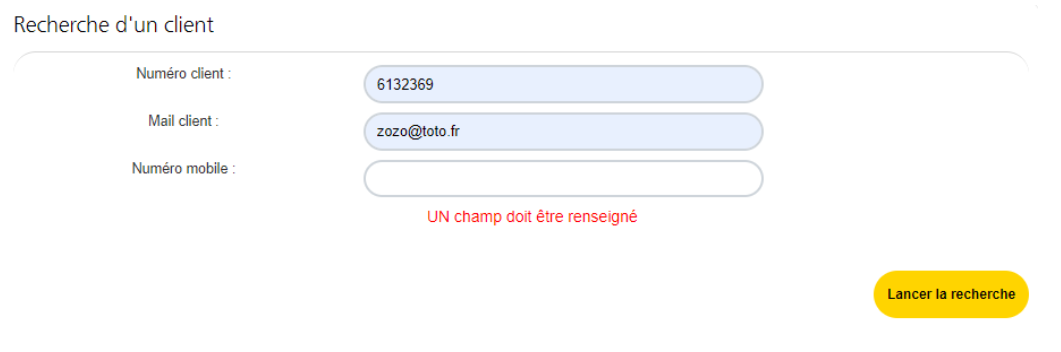 Recherche d'un client
Numéro client :
6132369
Mail client :
zozo@toto.fr
Numéro mobile :
UN champ doit être renseigné
Lancer la recherche